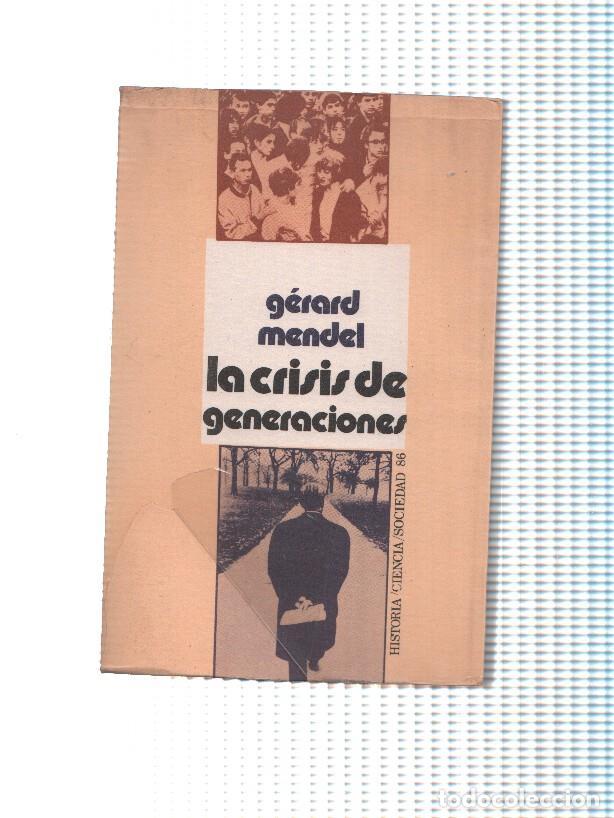 gérard
mendel
la crisis de
generaciones
HISTORIA/CIENCIA/SOCIEDAD 86
todocoleccion